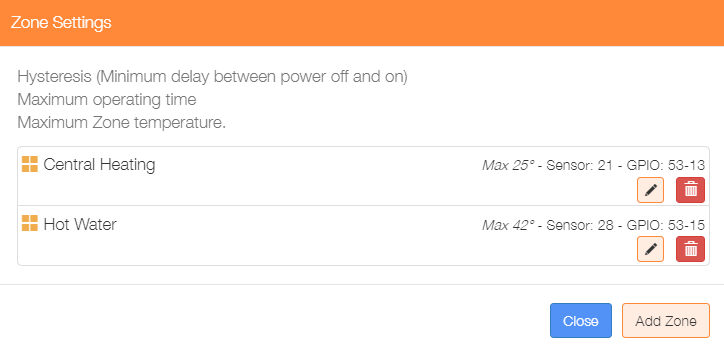 Zone Settings
Hysteresis (Minimum delay between power off and on)
Maximum operating time
Maximum Zone temperature.
Central Heating
Max 25° - Sensor: 21 - GPIO: 53-13
Hot Water
Max 42° - Sensor: 28 - GPIO: 53-15
Close
Add Zone